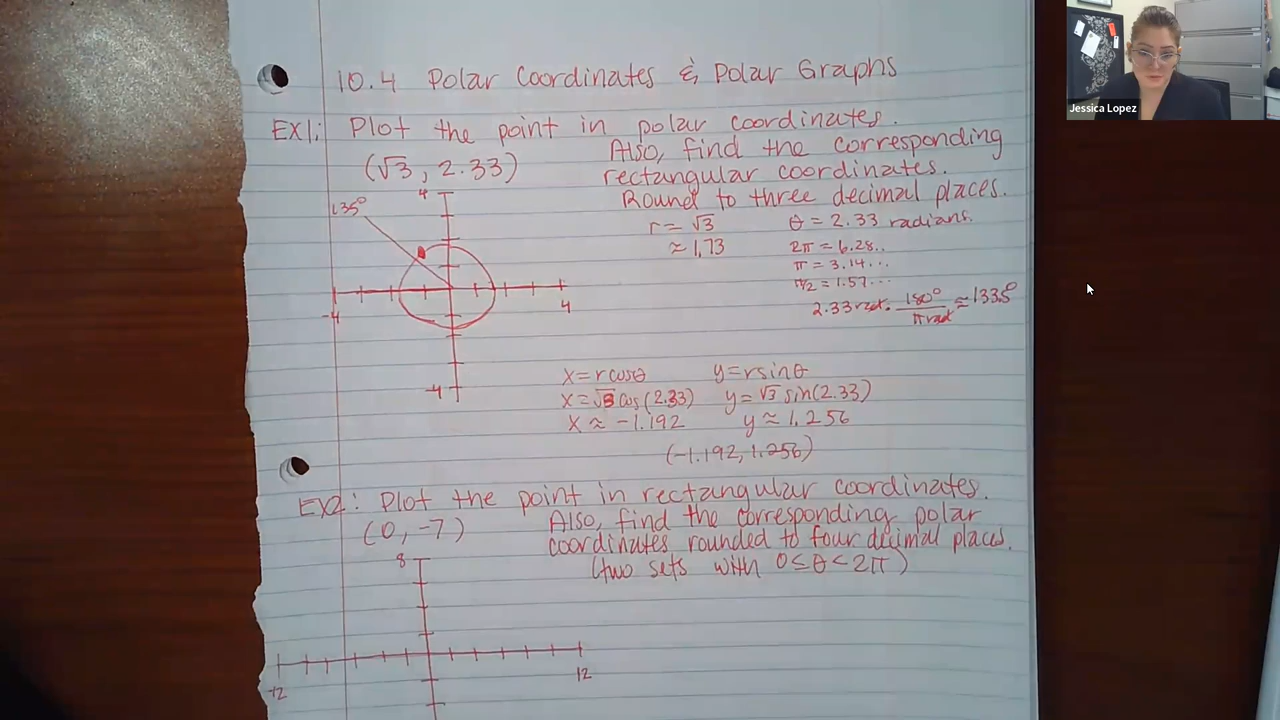 10.4 Polar Coordinates & Polar Graphs
EX1: Plot the point in polar coordinates.
(√3, 2.33)
Also, find the corresponding
rectangular coordinates.
Round to three decimal places.
4
135°
-4
4
-4
r = √3
≈ 1.73
θ = 2.33 radians.
2π = 6.28..
π = 3.14...
π/2 = 1.57...
2.33 rad · 180°/π rad ≈ 133.5°
x = r cosθ
y = r sinθ
x = √3 cos(2.33)
y = √3 sin(2.33)
x ≈ -1.192
y ≈ 1.256
(-1.192, 1.256)
EX2: Plot the point in rectangular coordinates.
(0, -7)
Also, find the corresponding polar
coordinates rounded to four decimal places.
(two sets with 0 ≤ θ < 2π)
8
-12
12
Jessica Lopez